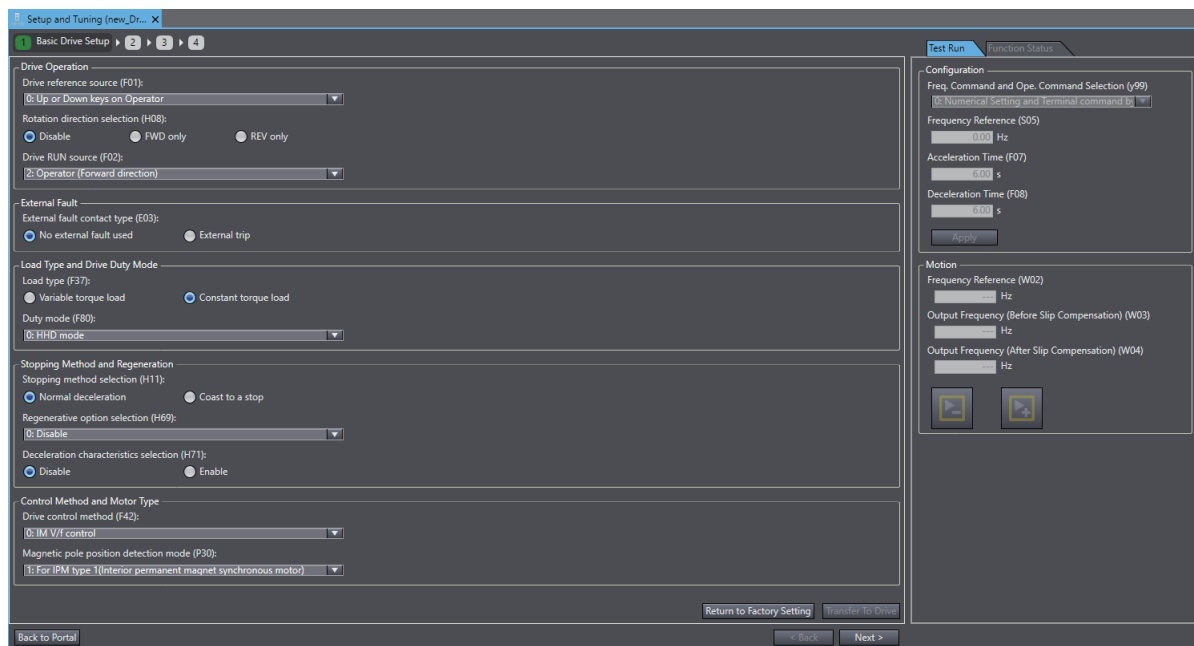 Setup and Tuning (new_Dr... X
1 Basic Drive Setup 2 3 4
Drive Operation
Drive reference source (F01):
0: Up or Down keys on Operator
Rotation direction selection (H08):
Disable FWD only REV only
Drive RUN source (F02):
2: Operator (Forward direction)
External Fault
External fault contact type (E03):
No external fault used External trip
Load Type and Drive Duty Mode
Load type (F37):
Variable torque load Constant torque load
Duty mode (F80):
0: HHD mode
Stopping Method and Regeneration
Stopping method selection (H11):
Normal deceleration Coast to a stop
Regenerative option selection (H69):
0: Disable
Deceleration characteristics selection (H71):
Disable Enable
Control Method and Motor Type
Drive control method (F42):
0: IM V/f control
Magnetic pole position detection mode (P30):
1: For IPM type 1(Interior permanent magnet synchronous motor)
Return to Factory Setting Transfer To Drive
Back to Portal < Back Next >
Test Run Function Status
Configuration
Freq. Command and Ope. Command Selection (y99)
0: Numerical Setting and Terminal command b
Frequency Reference (S05)
0.00 Hz
Acceleration Time (F07)
6.00 s
Deceleration Time (F08)
6.00 s
Apply
Motion
Frequency Reference (W02)
--- Hz
Output Frequency (Before Slip Compensation) (W03)
--- Hz
Output Frequency (After Slip Compensation) (W04)
--- Hz